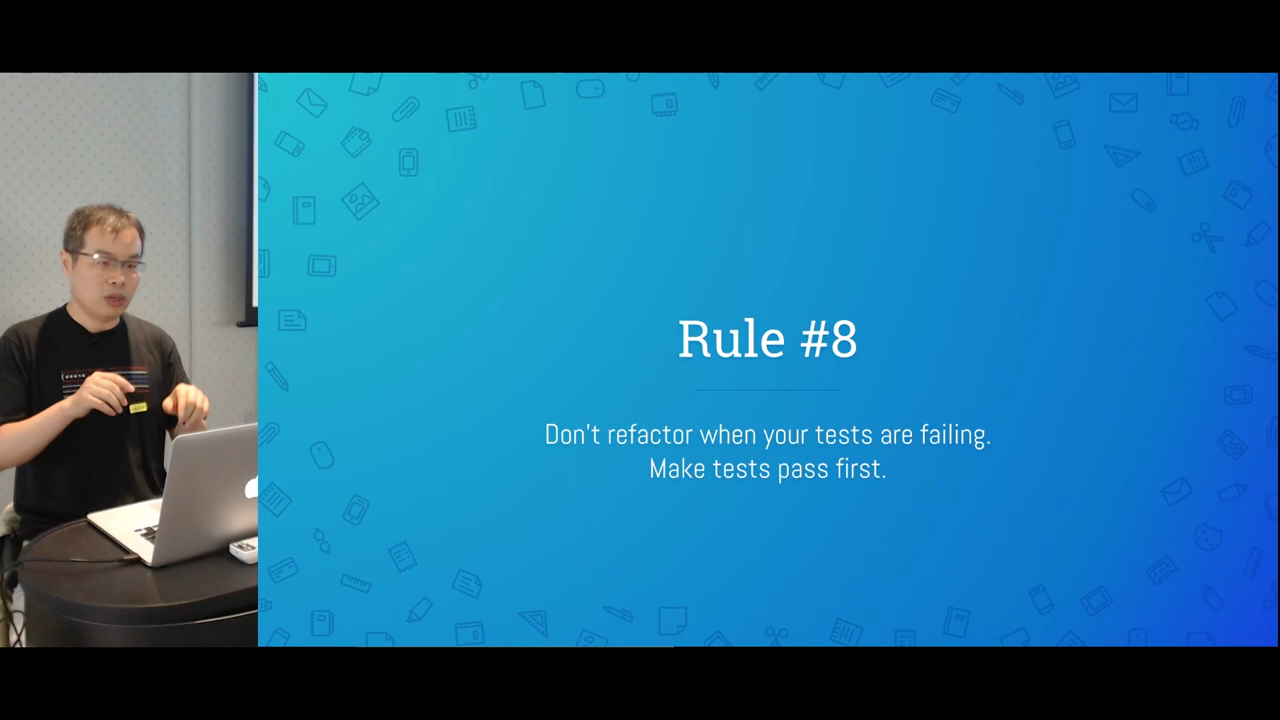 Rule #8
Don't refactor when your tests are failing.
Make tests pass first.